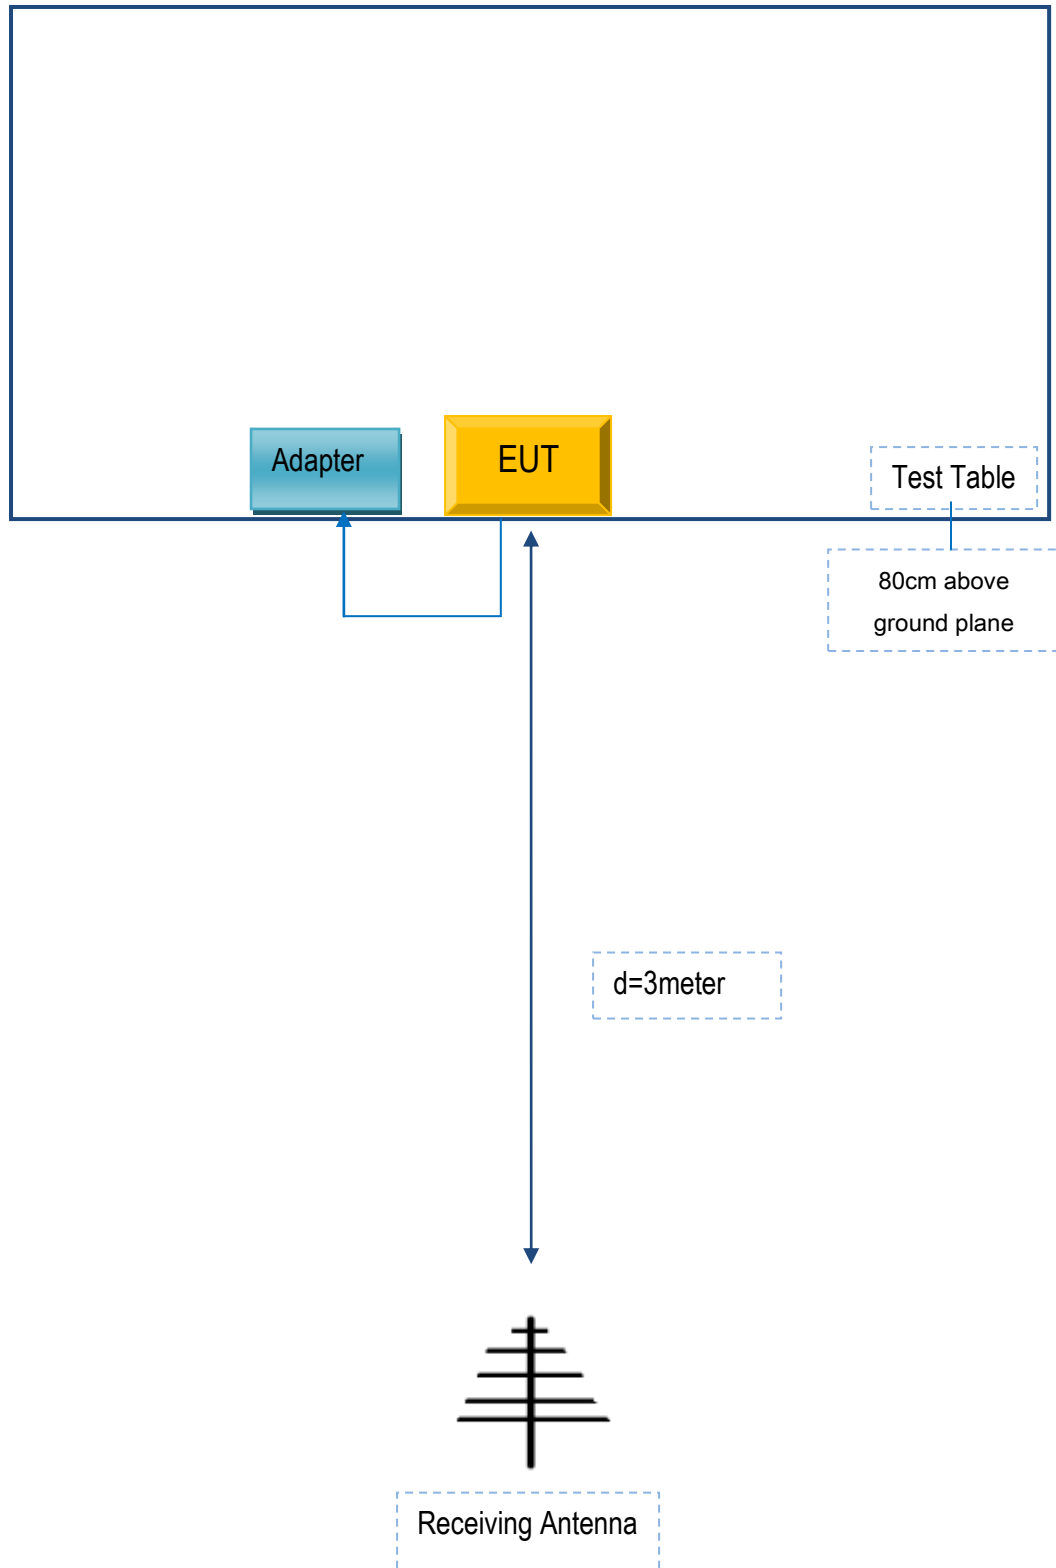 Adapter
EUT
Test Table
80cm above
ground plane
d=3meter
Receiving Antenna